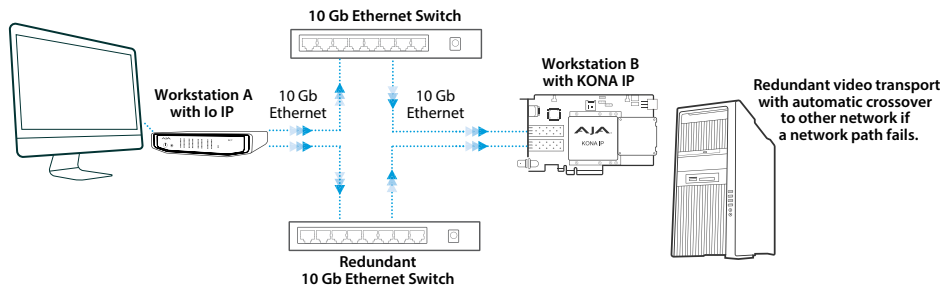 10 Gb Ethernet Switch
Workstation A
with Io IP
10 Gb
Ethernet
10 Gb
Ethernet
Workstation B
with KONA IP
AJA
KONA IP
Redundant video transport
with automatic crossover
to other network if
a network path fails.
Redundant
10 Gb Ethernet Switch